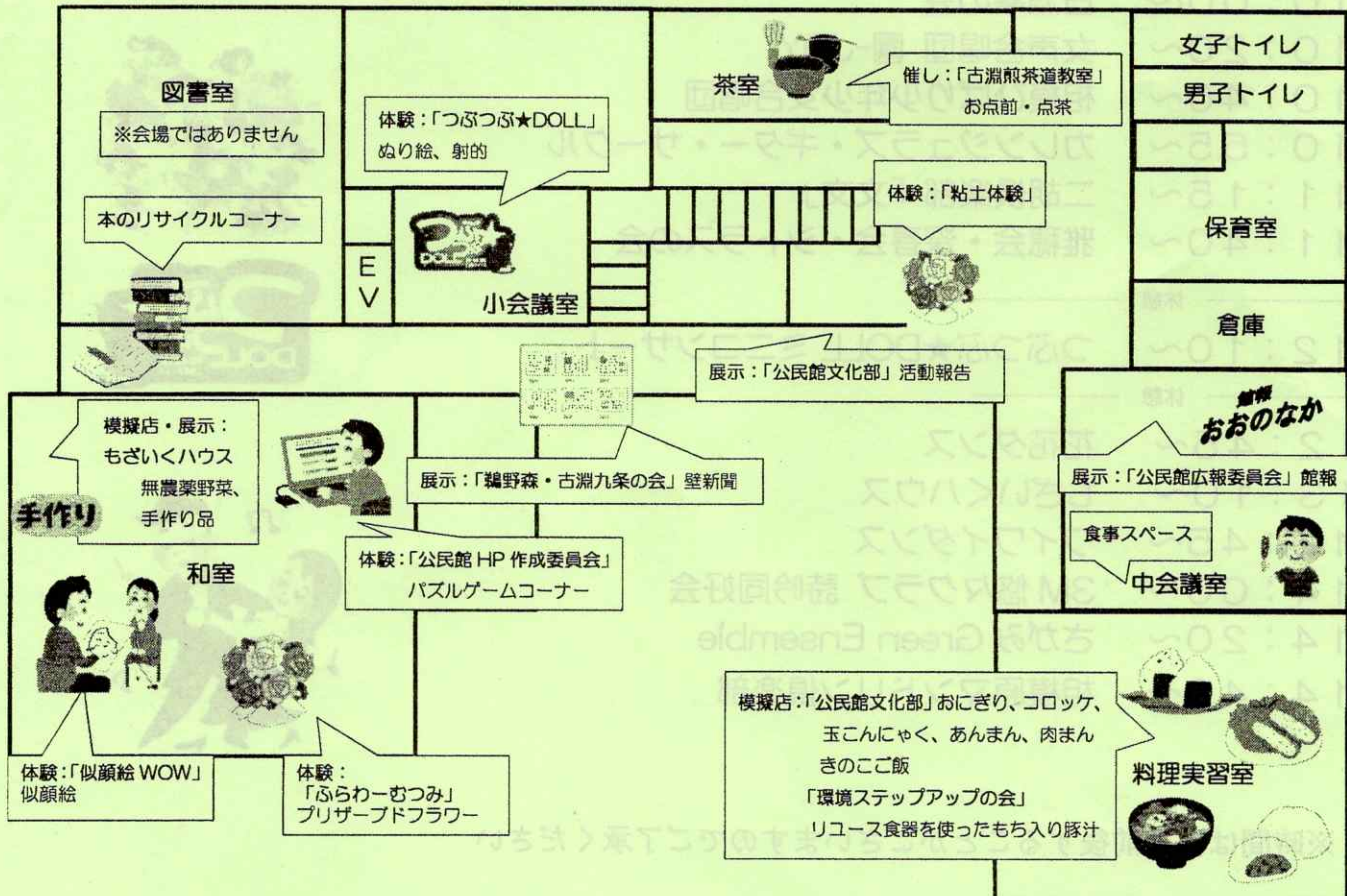 図書室
※会場ではありません
本のリサイクルコーナー
体験：「つぶつぶ★DOLL」
ぬり絵、射的
EV
小会議室
茶室
催し：「古淵煎茶道教室」
お点前・点茶
体験：「粘土体験」
女子トイレ
男子トイレ
保育室
倉庫
展示：「公民館文化部」活動報告
展示：「鵜野森・古淵九条の会」壁新聞
館報
おおのなか
展示：「公民館広報委員会」館報
食事スペース
中会議室
模擬店・展示：
もざいくハウス
無農薬野菜、
手作り品
手作り
和室
体験：「公民館 HP 作成委員会」
パズルゲームコーナー
体験：「似顔絵 WOW」
似顔絵
体験：
「ふらわーむつみ」
プリザーブドフラワー
模擬店：「公民館文化部」おにぎり、コロッケ、
玉こんにゃく、あんまん、肉まん
きのこご飯
「環境ステップアップの会」
リユース食器を使ったもち入り豚汁
料理実習室